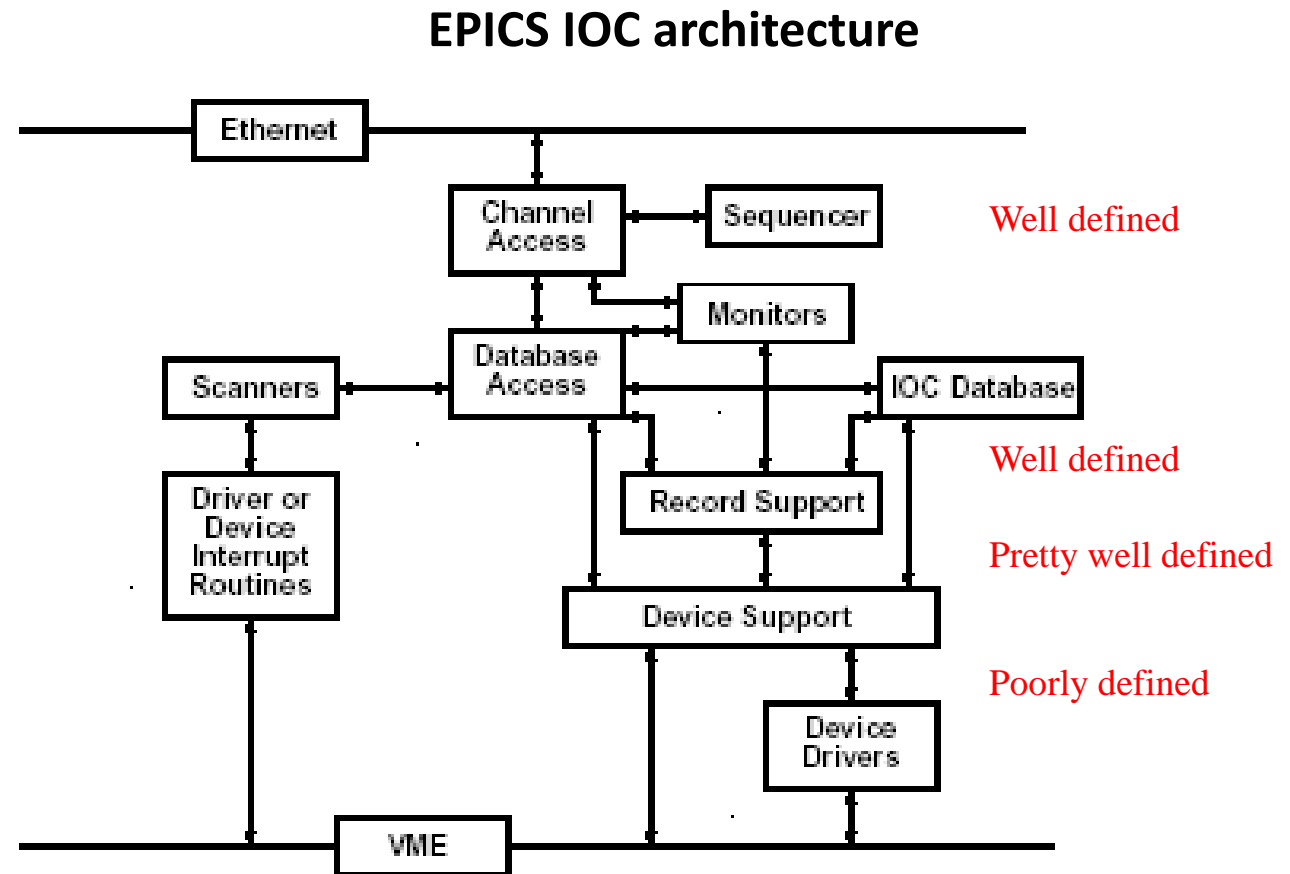 EPICS IOC architecture
Ethernet
Channel
Access
Sequencer
Well defined
Monitors
Database
Access
Scanners
IOC Database
Well defined
Driver or
Device
Interrupt
Routines
Record Support
Pretty well defined
Device Support
Poorly defined
Device
Drivers
VME